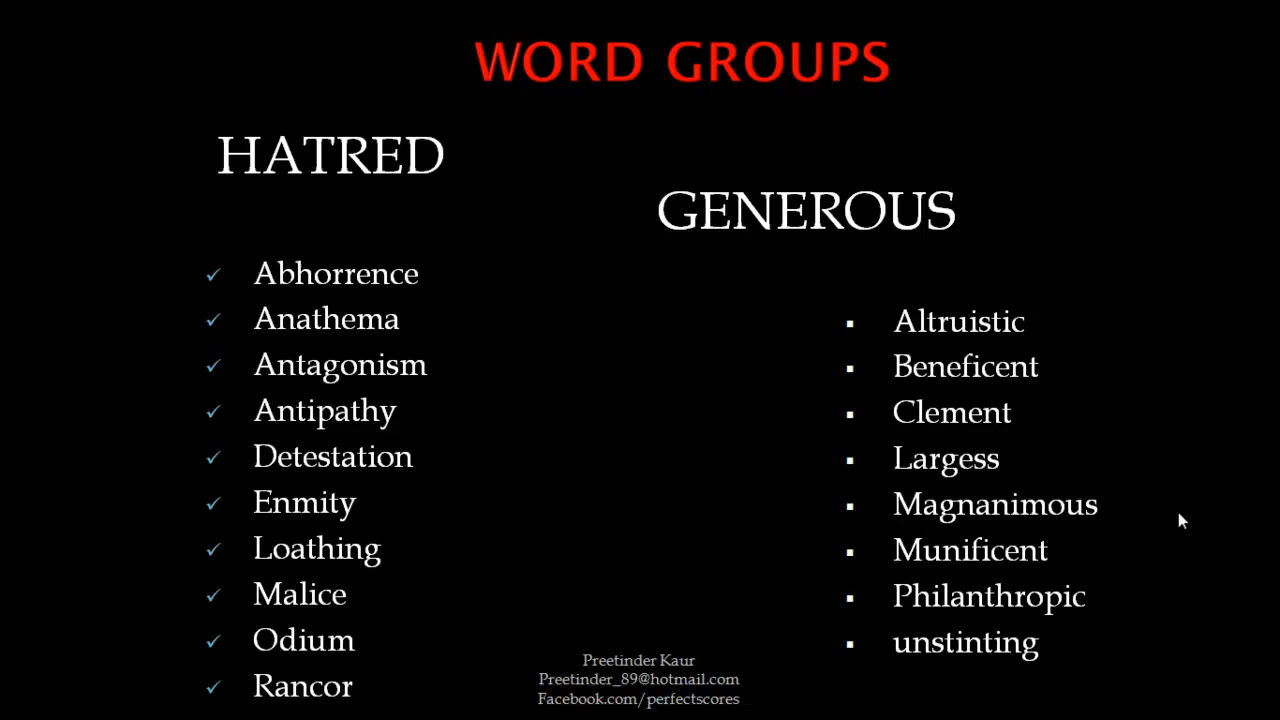 WORD GROUPS
HATRED
Abhorrence
Anathema
Antagonism
Antipathy
Detestation
Enmity
Loathing
Malice
Odium
Rancor
GENEROUS
Altruistic
Beneficent
Clement
Largess
Magnanimous
Munificent
Philanthropic
unstinting
Preetinder Kaur
Preetinder_89@hotmail.com
Facebook.com/perfectscores